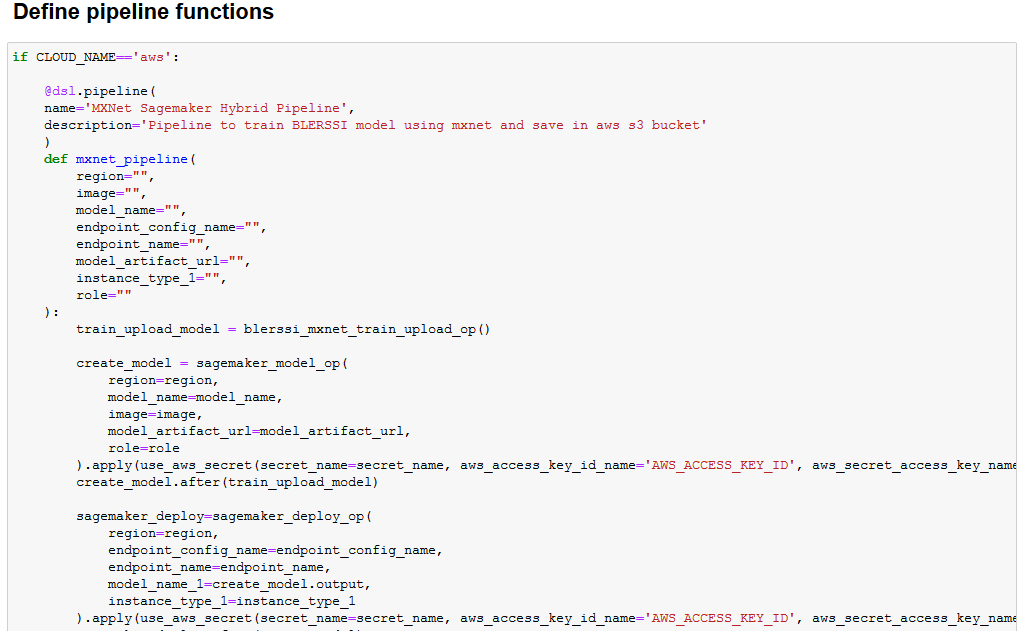 Define pipeline functions
if CLOUD_NAME=='aws':
@dsl.pipeline(
name='MXNet Sagemaker Hybrid Pipeline',
description='Pipeline to train BLERSSI model using mxnet and save in aws s3 bucket'
)
def mxnet_pipeline(
region="",
image="",
model_name="",
endpoint_config_name="",
endpoint_name="",
model_artifact_url="",
instance_type_1="",
role=""
):
train_upload_model = blerssi_mxnet_train_upload_op()
create_model = sagemaker_model_op(
region=region,
model_name=model_name,
image=image,
model_artifact_url=model_artifact_url,
role=role
).apply(use_aws_secret(secret_name=secret_name, aws_access_key_id_name='AWS_ACCESS_KEY_ID', aws_secret_access_key_name
create_model.after(train_upload_model)
sagemaker_deploy=sagemaker_deploy_op(
region=region,
endpoint_config_name=endpoint_config_name,
endpoint_name=endpoint_name,
model_name_1=create_model.output,
instance_type_1=instance_type_1
).apply(use_aws_secret(secret_name=secret_name, aws_access_key_id_name='AWS_ACCESS_KEY_ID', aws_secret_access_key_name